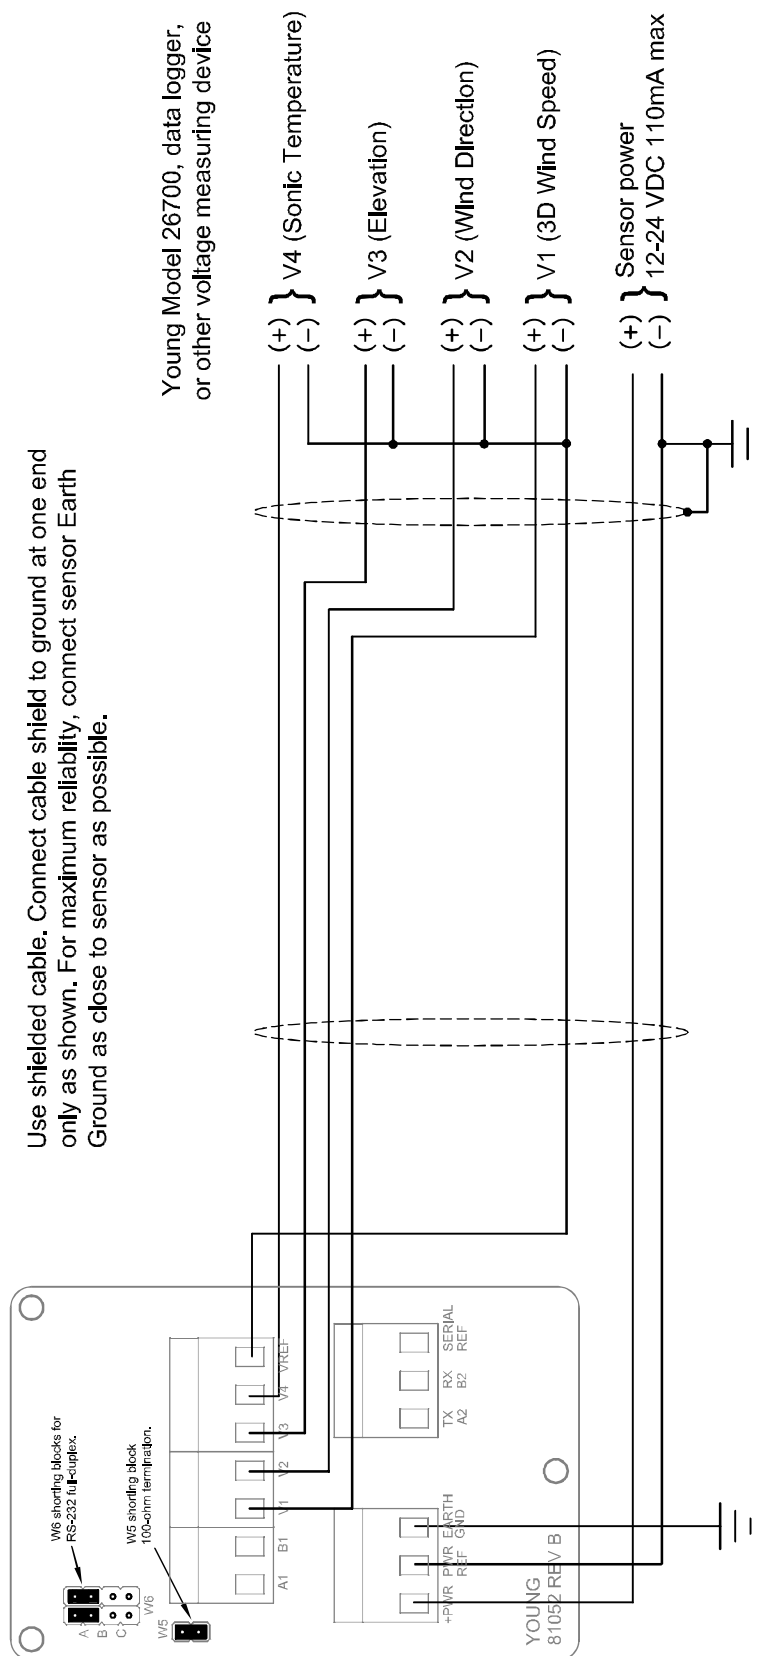 Use shielded cable. Connect cable shield to ground at one end
only as shown. For maximum reliablity, connect sensor Earth
Ground as close to sensor as possible.
Young Model 26700, data logger,
or other voltage measuring device
(+)
(−)
V4 (Sonic Temperature)
(+)
(−)
V3 (Elevation)
(+)
(−)
V2 (Wind Direction)
(+)
(−)
V1 (3D Wind Speed)
(+)
(−)
Sensor power
12-24 VDC 110mA max
W6 shorting blocks for
RS-232 full-duplex.
W5 shorting block
100-ohm termination.
A
B
C
W6
W5
A1
B1
V1
V2
V3
V4
VREF
+PWR
PWR
REF
EARTH
GND
TX
A2
RX
B2
SERIAL
REF
YOUNG
81052 REV B